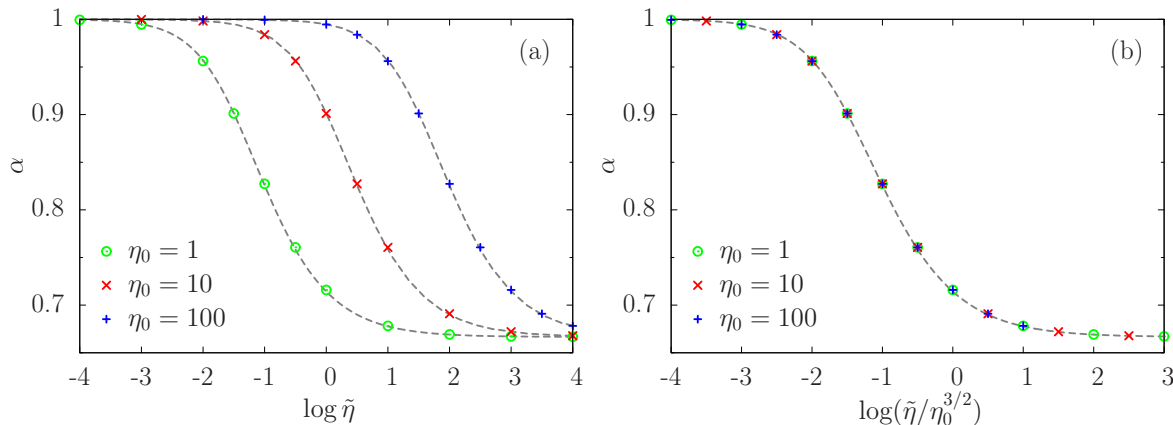 (a)
1
0.9
0.8
0.7
α
η₀ = 1
η₀ = 10
η₀ = 100
-4 -3 -2 -1 0 1 2 3 4
log η̃
(b)
1
0.9
0.8
0.7
α
η₀ = 1
η₀ = 10
η₀ = 100
-4 -3 -2 -1 0 1 2 3
log(η̃/η₀^{3/2})